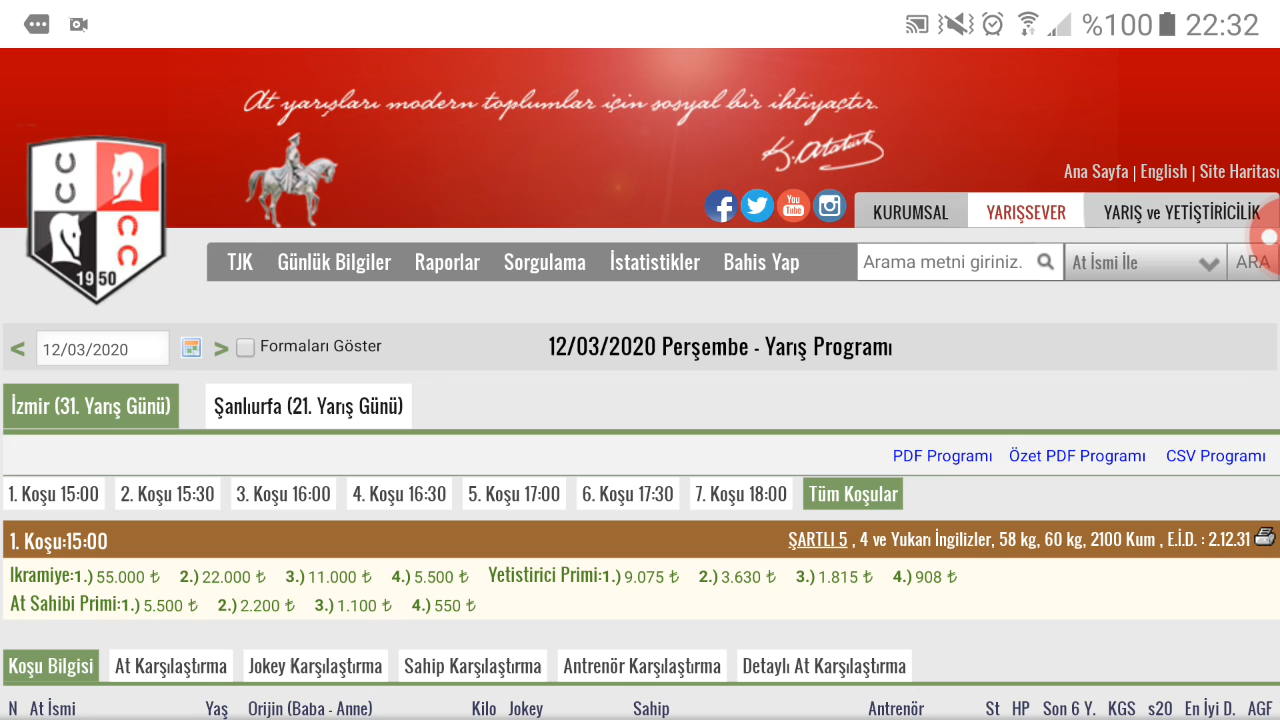 %100 22:32
At yarışları modern toplumlar için sosyal bir ihtiyaçtır.
K. Atatürk
Ana Sayfa | English | Site Haritası
You Tube
KURUMSAL YARIŞSEVER YARIŞ ve YETİŞTİRİCİLİK
1950
TJK Günlük Bilgiler Raporlar Sorgulama İstatistikler Bahis Yap Arama metni giriniz. At İsmi İle ARA
< 12/03/2020 > Formaları Göster 12/03/2020 Perşembe - Yarış Programı
İzmir (31. Yarış Günü) Şanlıurfa (21. Yarış Günü)
PDF Programı Özet PDF Programı CSV Programı
1. Koşu 15:00 2. Koşu 15:30 3. Koşu 16:00 4. Koşu 16:30 5. Koşu 17:00 6. Koşu 17:30 7. Koşu 18:00 Tüm Koşular
1. Koşu:15:00 ŞARTLI 5 , 4 ve Yukarı İngilizler, 58 kg, 60 kg, 2100 Kum , E.İ.D. : 2.12.31
Ikramiye:1.) 55.000 ₺ 2.) 22.000 ₺ 3.) 11.000 ₺ 4.) 5.500 ₺ Yetistirici Primi:1.) 9.075 ₺ 2.) 3.630 ₺ 3.) 1.815 ₺ 4.) 908 ₺
At Sahibi Primi:1.) 5.500 ₺ 2.) 2.200 ₺ 3.) 1.100 ₺ 4.) 550 ₺
Koşu Bilgisi At Karşılaştırma Jokey Karşılaştırma Sahip Karşılaştırma Antrenör Karşılaştırma Detaylı At Karşılaştırma
N At İsmi Yaş Orijin (Baba - Anne) Kilo Jokey Sahip Antrenör St HP Son 6 Y. KGS s20 En İyi D. AGF